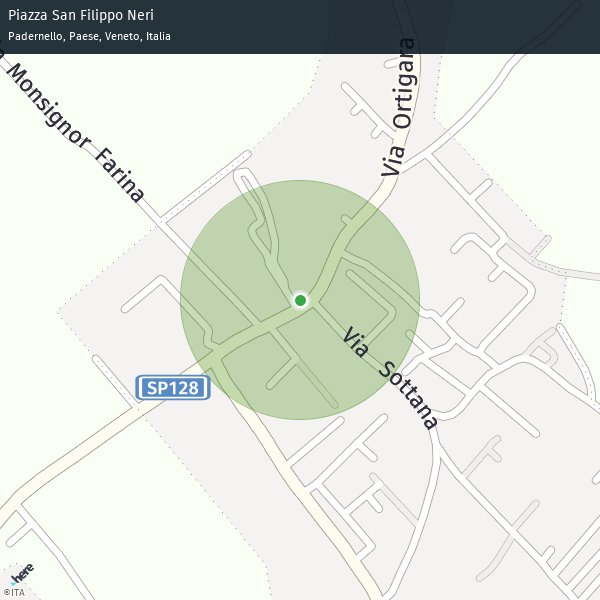 Piazza San Filippo Neri
Padernello, Paese, Veneto, Italia
Monsignor Farina
Via Ortigara
Via Sottana
SP128
here
©ITA